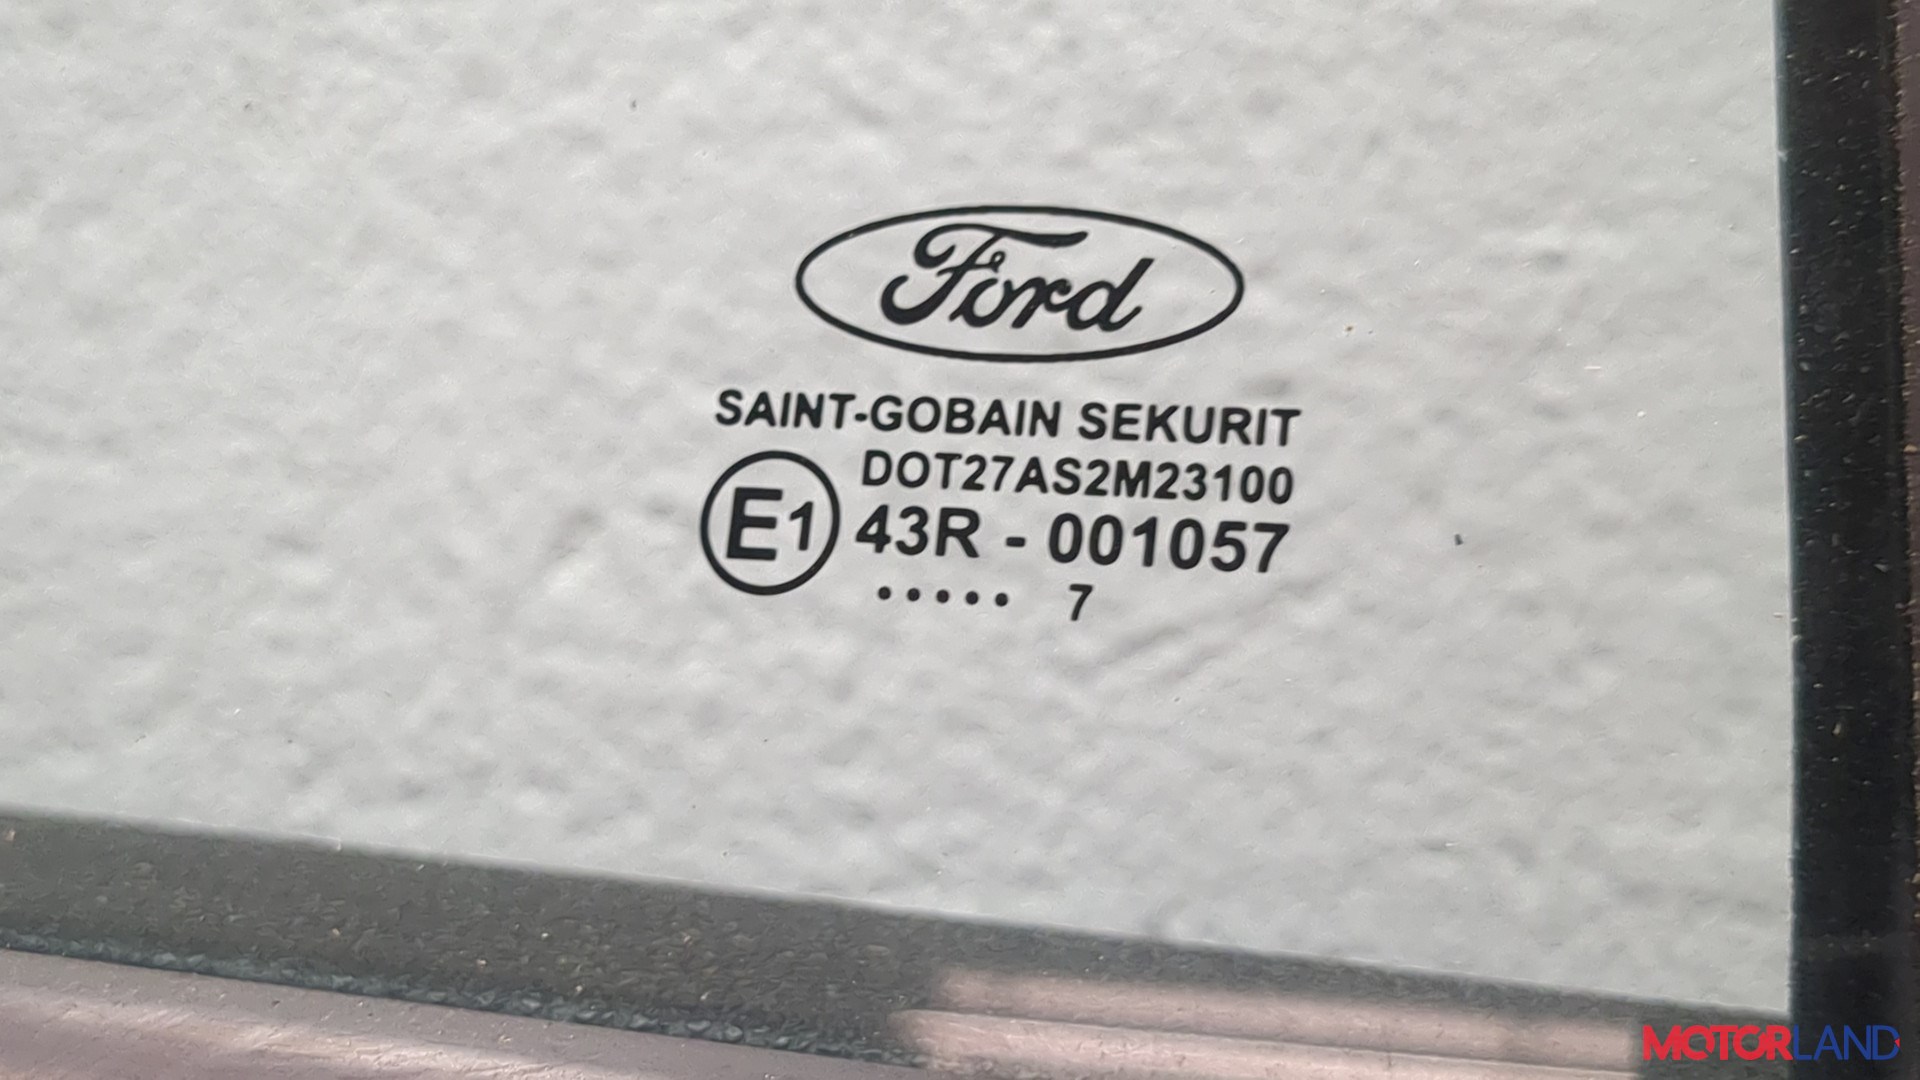 Ford
SAINT-GOBAIN SEKURIT
DOT27AS2M23100
E1 43R - 001057
..... 7
MOTORLAND